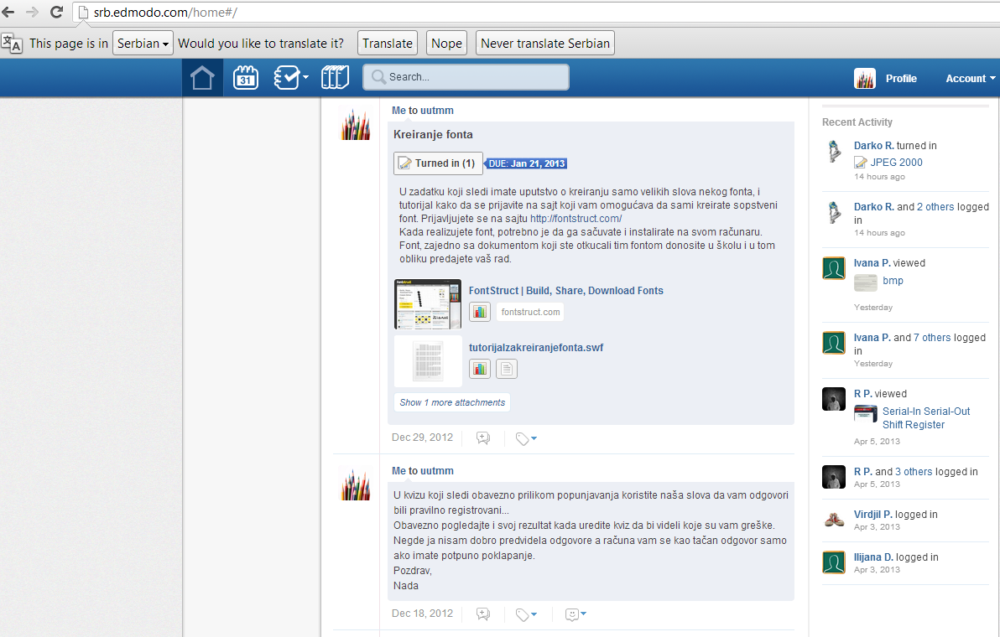 srb.edmodo.com/home#/
This page is in Serbian Would you like to translate it? Translate Nope Never translate Serbian
31 Search... Profile Account
Me to uutmm
Kreiranje fonta
Turned in (1) DUE: Jan 21, 2013
U zadatku koji sledi imate uputstvo o kreiranju samo velikih slova nekog fonta, i
tutorijal kako da se prijavite na sajt koji vam omogućava da sami kreirate sopstveni
font. Prijavljujete se na sajtu http://fontstruct.com/
Kada realizujete font, potrebno je da ga sačuvate i instalirate na svom računaru.
Font, zajedno sa dokumentom koji ste otkucali tim fontom donosite u školu i u tom
obliku predajete vaš rad.
FontStruct | Build, Share, Download Fonts
fontstruct.com
tutorijalzakreiranjefonta.swf
Show 1 more attachments
Dec 29, 2012
Me to uutmm
U kvizu koji sledi obavezno prilikom popunjavanja koristite naša slova da vam odgovori
bili pravilno registrovani...
Obavezno pogledajte i svoj rezultat kada uredite kviz da bi videli koje su vam greške.
Negde ja nisam dobro predvidela odgovore a računa vam se kao tačan odgovor samo
ako imate potpuno poklapanje.
Pozdrav,
Nada
Dec 18, 2012
Recent Activity
Darko R. turned in
JPEG 2000
14 hours ago
Darko R. and 2 others logged
in
14 hours ago
Ivana P. viewed
bmp
Yesterday
Ivana P. and 7 others logged
in
Yesterday
R P. viewed
Serial-In Serial-Out
Shift Register
Apr 5, 2013
R P. and 3 others logged in
Apr 5, 2013
Virdjil P. logged in
Apr 3, 2013
Ilijana D. logged in
Apr 3, 2013